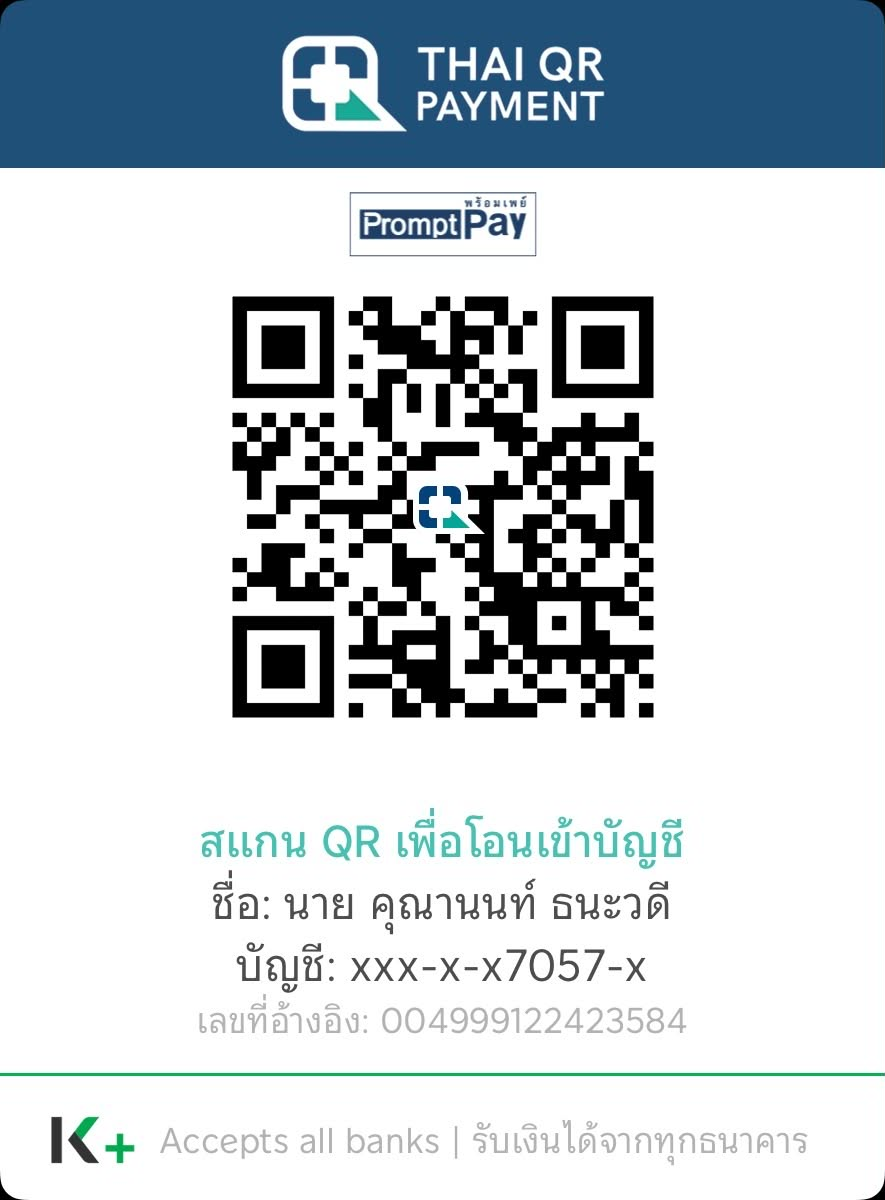 THAI QR
PAYMENT
พร้อมเพย์
PromptPay
สแกน QR เพื่อโอนเข้าบัญชี
ชื่อ: นาย คุณานนท์ ธนะวดี
บัญชี: xxx-x-x7057-x
เลขที่อ้างอิง: 004999122423584
K+ Accepts all banks | รับเงินได้จากทุกธนาคาร